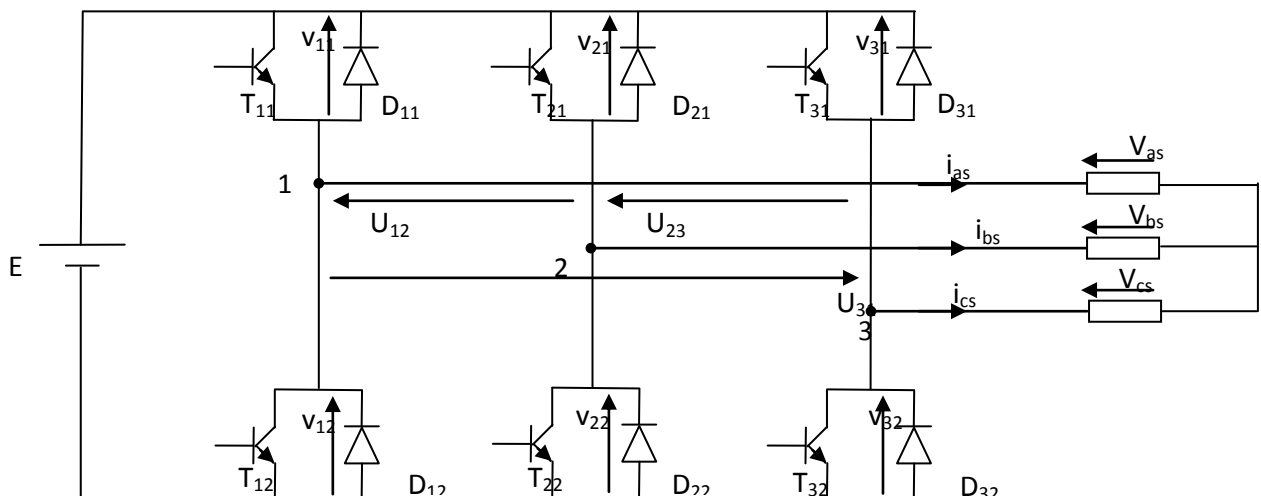 v₁₁ v₂₁ v₃₁
T₁₁ D₁₁ T₂₁ D₂₁ T₃₁ D₃₁
Vas
1 ias
U₁₂ U₂₃ Vbs
ibs
E 2 Vcs
U₃ ics
3
v₁₂ v₂₂ v₃₂
T₁₂ D₁₂ T₂₂ D₂₂ T₃₂ D₃₂